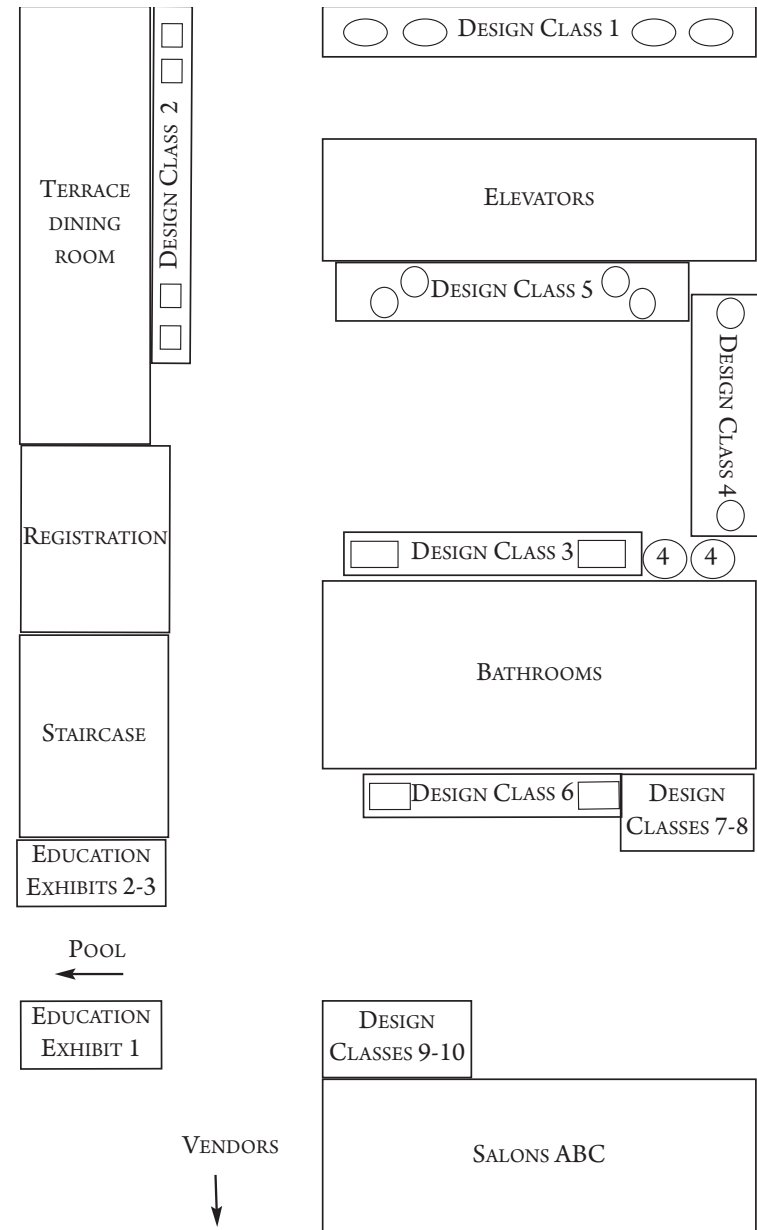 Design Class 1
Design Class 2
Terrace
dining
room
Elevators
Design Class 5
Design Class 4
Registration
Design Class 3
4
4
Bathrooms
Staircase
Design Class 6
Design
Classes 7-8
Education
Exhibits 2-3
Pool
Education
Exhibit 1
Design
Classes 9-10
Vendors
Salons ABC